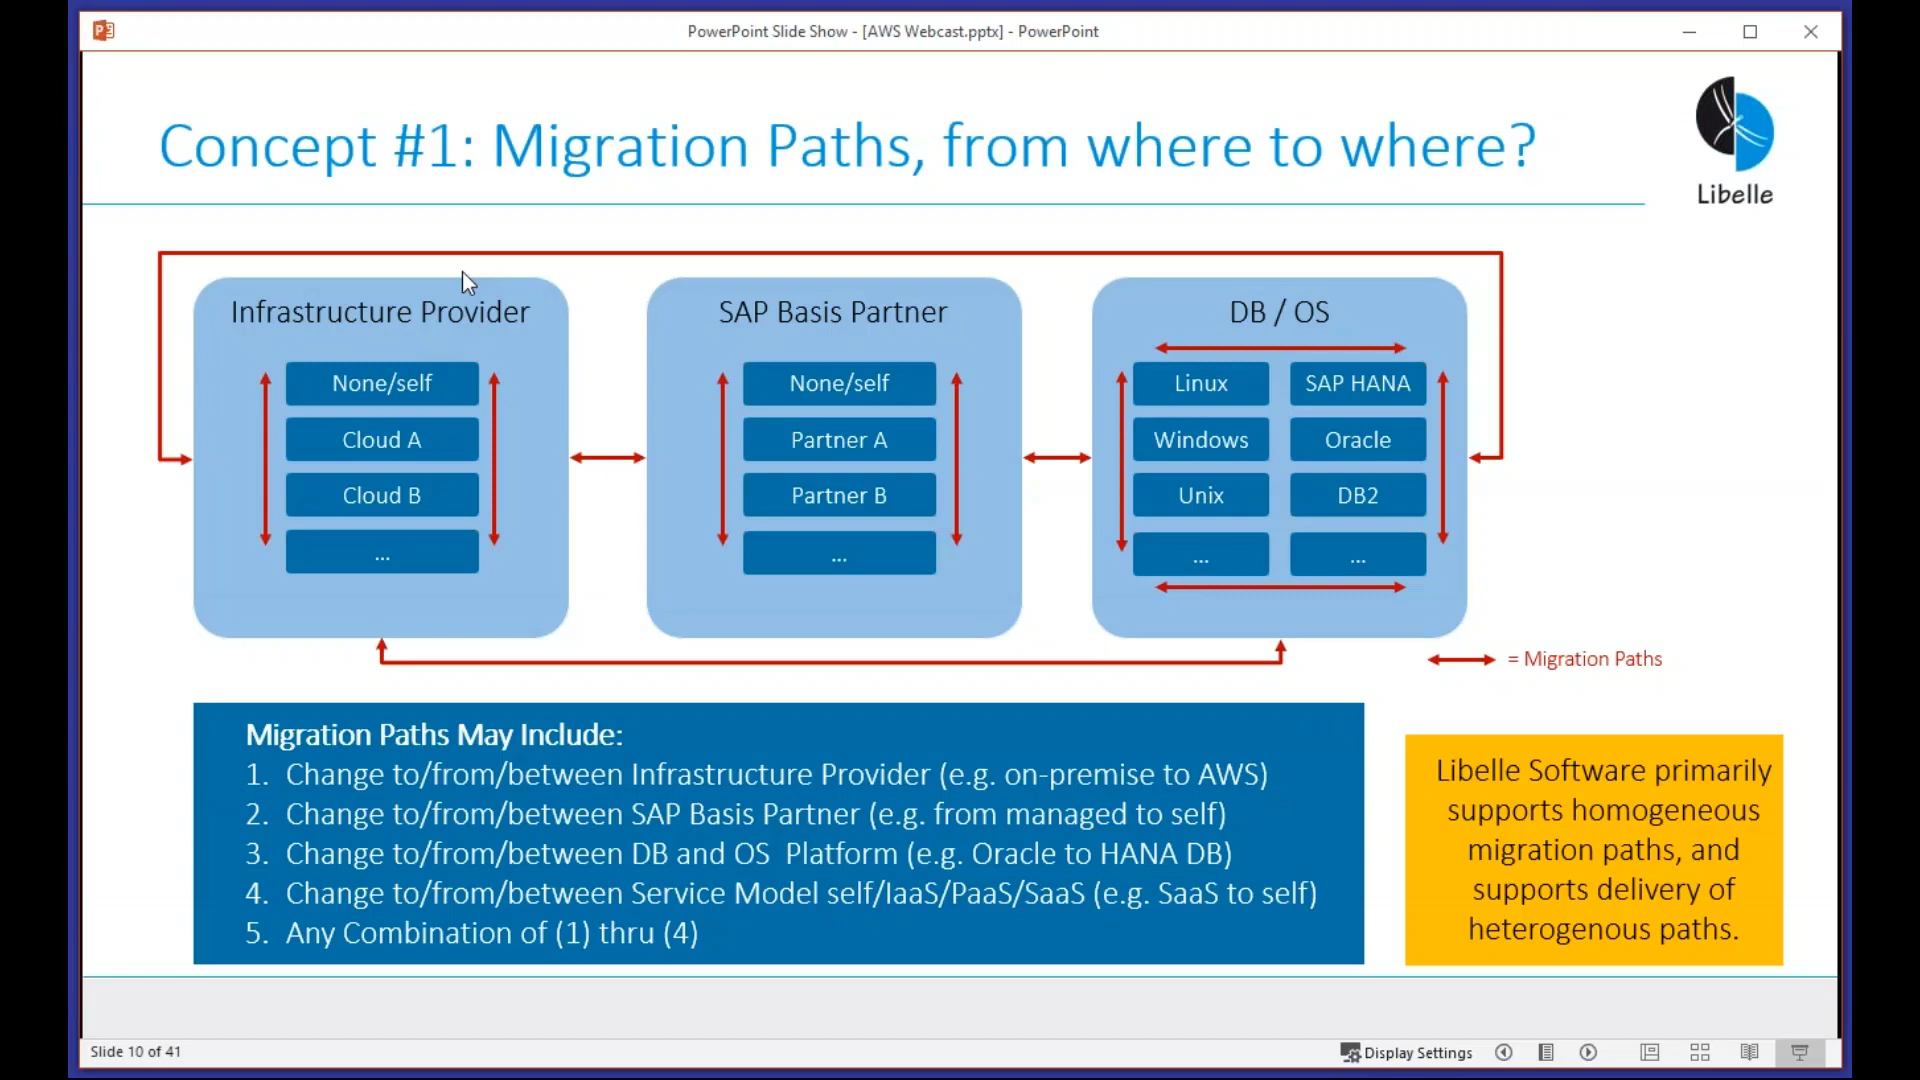 PowerPoint Slide Show - [AWS Webcast.pptx] - PowerPoint
Concept #1: Migration Paths, from where to where?
Libelle
Infrastructure Provider
None/self
Cloud A
Cloud B
...
SAP Basis Partner
None/self
Partner A
Partner B
...
DB / OS
Linux
SAP HANA
Windows
Oracle
Unix
DB2
...
...
= Migration Paths
Migration Paths May Include:
1. Change to/from/between Infrastructure Provider (e.g. on-premise to AWS)
2. Change to/from/between SAP Basis Partner (e.g. from managed to self)
3. Change to/from/between DB and OS Platform (e.g. Oracle to HANA DB)
4. Change to/from/between Service Model self/IaaS/PaaS/SaaS (e.g. SaaS to self)
5. Any Combination of (1) thru (4)
Libelle Software primarily
supports homogeneous
migration paths, and
supports delivery of
heterogenous paths.
Slide 10 of 41
Display Settings